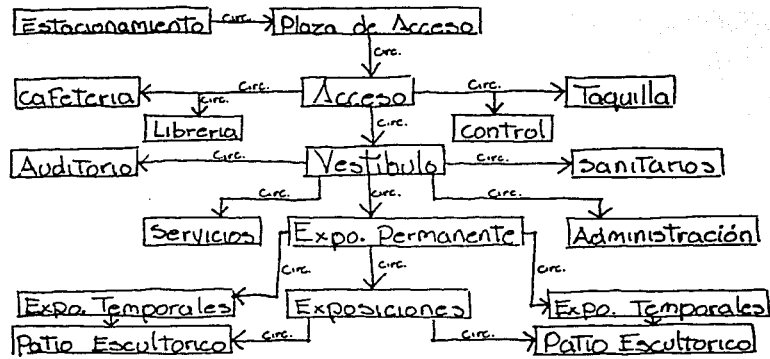 Estacionamiento circ. Plaza de Acceso
circ.
Cafeteria circ. Acceso circ. Taquilla
circ. circ.
Libreria circ. control
Auditorio circ. Vestíbulo circ. Sanitarios
circ. circ. circ.
Servicios Expo. Permanente Administración
circ. circ. circ.
Expo. Temporales Exposiciones Expo. Temporales
Patio Escultorico circ. circ. Patio Escultorico